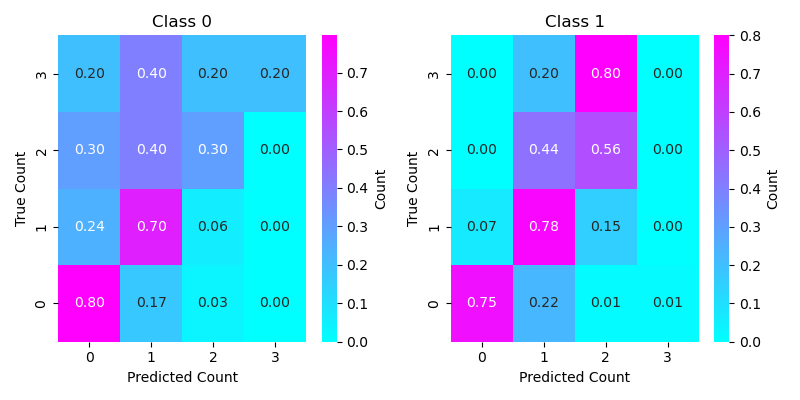 Class 0
3 0.20 0.40 0.20 0.20
2 0.30 0.40 0.30 0.00
1 0.24 0.70 0.06 0.00
0 0.80 0.17 0.03 0.00
0 1 2 3
Predicted Count
True Count
0.7
0.6
0.5
0.4
0.3
0.2
0.1
0.0
Count
Class 1
3 0.00 0.20 0.80 0.00
2 0.00 0.44 0.56 0.00
1 0.07 0.78 0.15 0.00
0 0.75 0.22 0.01 0.01
0 1 2 3
Predicted Count
True Count
0.8
0.7
0.6
0.5
0.4
0.3
0.2
0.1
0.0
Count